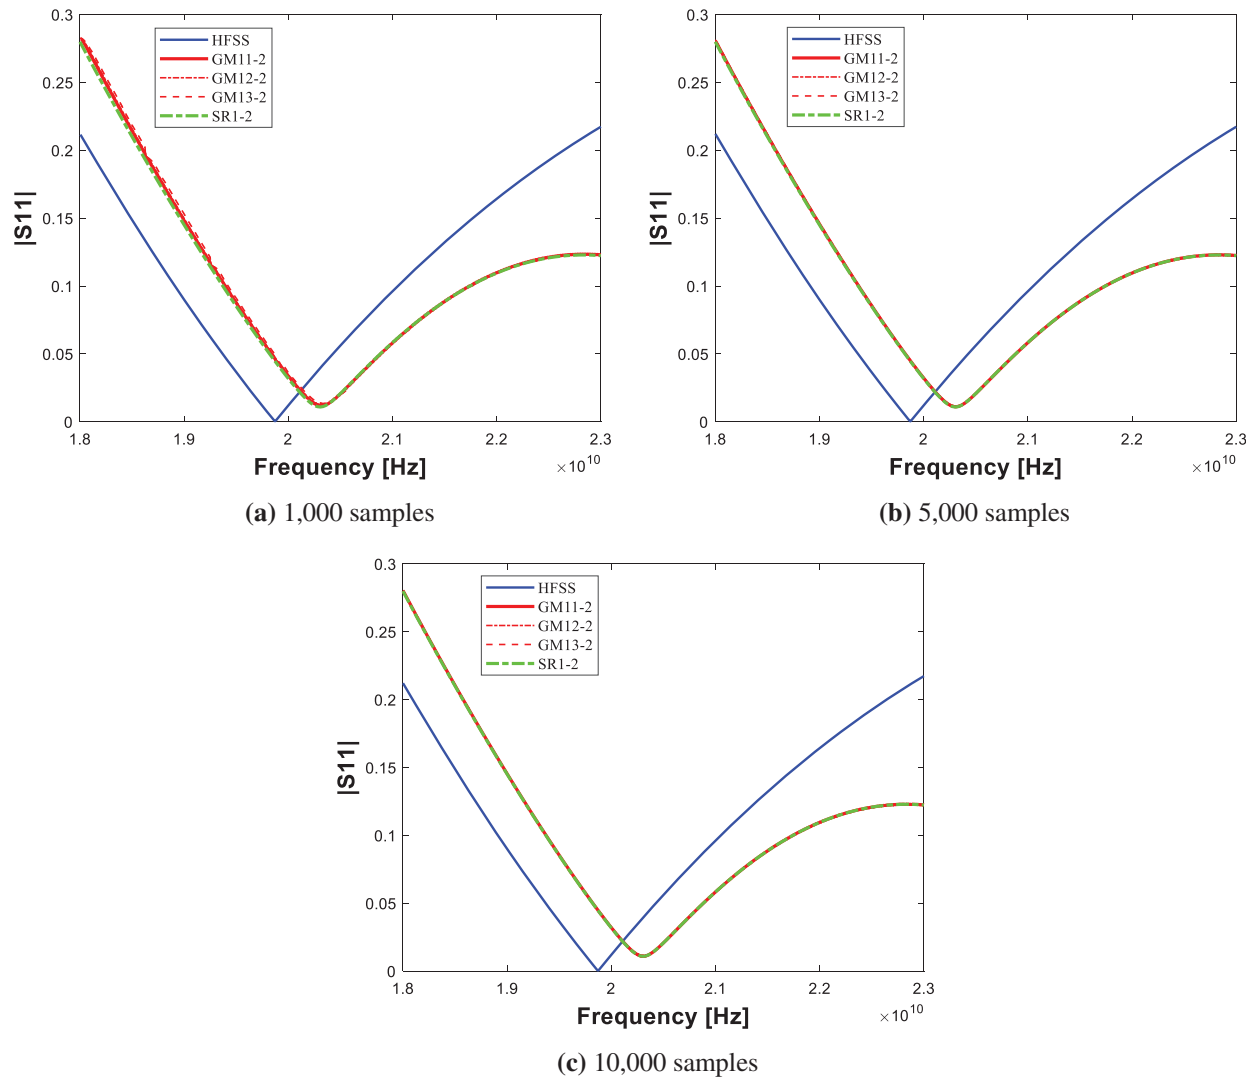 0.3
0.25
0.2
0.15
0.1
0.05
0
|S11|
HFSS
GM11-2
GM12-2
GM13-2
SR1-2
1.8 1.9 2 2.1 2.2 2.3
Frequency [Hz] ×10^10
(a) 1,000 samples
0.3
0.25
0.2
0.15
0.1
0.05
0
|S11|
HFSS
GM11-2
GM12-2
GM13-2
SR1-2
1.8 1.9 2 2.1 2.2 2.3
Frequency [Hz] ×10^10
(b) 5,000 samples
0.3
0.25
0.2
0.15
0.1
0.05
0
|S11|
HFSS
GM11-2
GM12-2
GM13-2
SR1-2
1.8 1.9 2 2.1 2.2 2.3
Frequency [Hz] ×10^10
(c) 10,000 samples